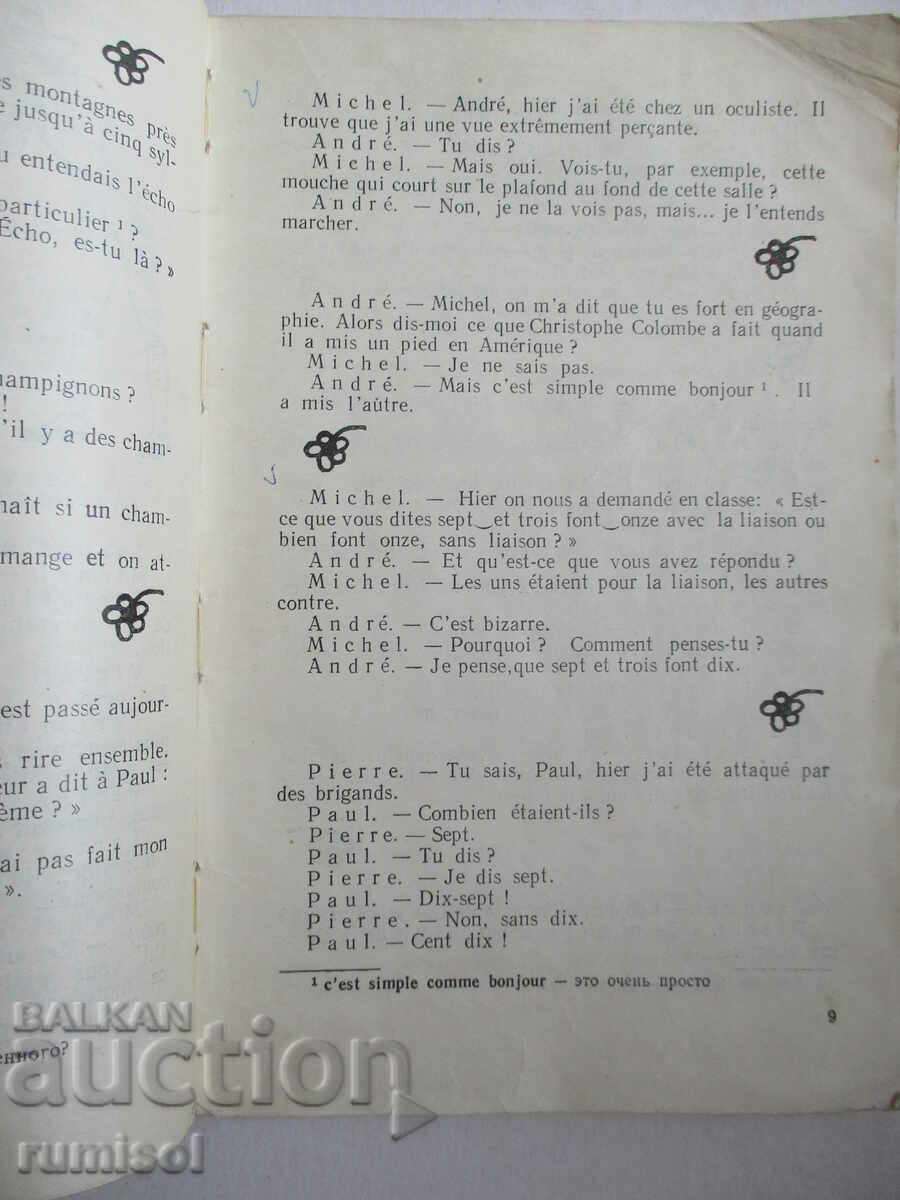 s montagnes près
e jusqu'à cinq syl-
u entendais l'écho
particulier ¹ ?
Écho, es-tu là ? »
hampignons ?
!
'il y a des cham-
naît si un cham-
mange et on at-
est passé aujour-
rire ensemble.
eur a dit à Paul :
ème ? »
ai pas fait mon
».
енного?
Michel. — André, hier j'ai été chez un oculiste. Il
trouve que j'ai une vue extrêmement perçante.
André. — Tu dis ?
Michel. — Mais oui. Vois-tu, par exemple, cette
mouche qui court sur le plafond au fond de cette salle ?
André. — Non, je ne la vois pas, mais... je l'entends
marcher.
André. — Michel, on m'a dit que tu es fort en géogra-
phie. Alors dis-moi ce que Christophe Colombe a fait quand
il a mis un pied en Amérique ?
Michel. — Je ne sais pas.
André. — Mais c'est simple comme bonjour ¹ . Il
a mis l'aûtre.
Michel. — Hier on nous a demandé en classe: « Est-
ce que vous dites sept‿et trois font‿onze avec la liaison ou
bien font onze, sans liaison ? »
André. — Et qu'est-ce que vous avez répondu ?
Michel. — Les uns étaient pour la liaison, les autres
contre.
André. — C'est bizarre.
Michel. — Pourquoi ? Comment penses-tu ?
André. — Je pense,que sept et trois font dix.
Pierre. — Tu sais, Paul, hier j'ai été attaqué par
des brigands.
Paul. — Combien étaient-ils ?
Pierre. — Sept.
Paul. — Tu dis ?
Pierre. — Je dis sept.
Paul. — Dix-sept !
Pierre. — Non, sans dix.
Paul. — Cent dix !
¹ c'est simple comme bonjour — это очень просто
9
BALKAN
auction
rumisol